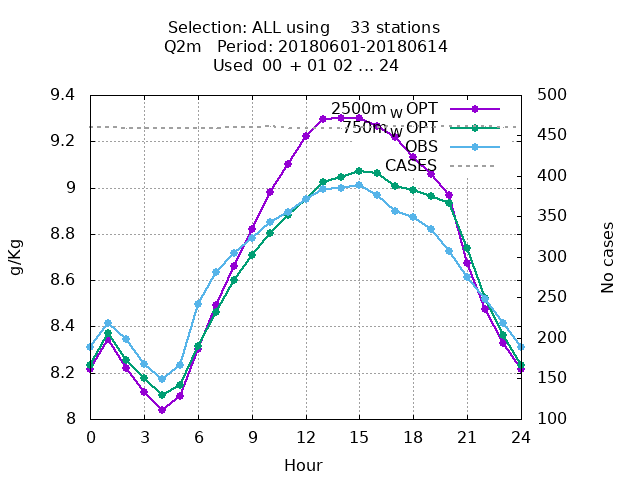 Selection: ALL using 33 stations
Q2m Period: 20180601-20180614
Used 00 + 01 02 ... 24
9.4
9.2
9
8.8
8.6
8.4
8.2
8
g/Kg
500
450
400
350
300
250
200
150
100
No cases
2500m W OPT
750m W OPT
OBS
CASES
0 3 6 9 12 15 18 21 24
Hour